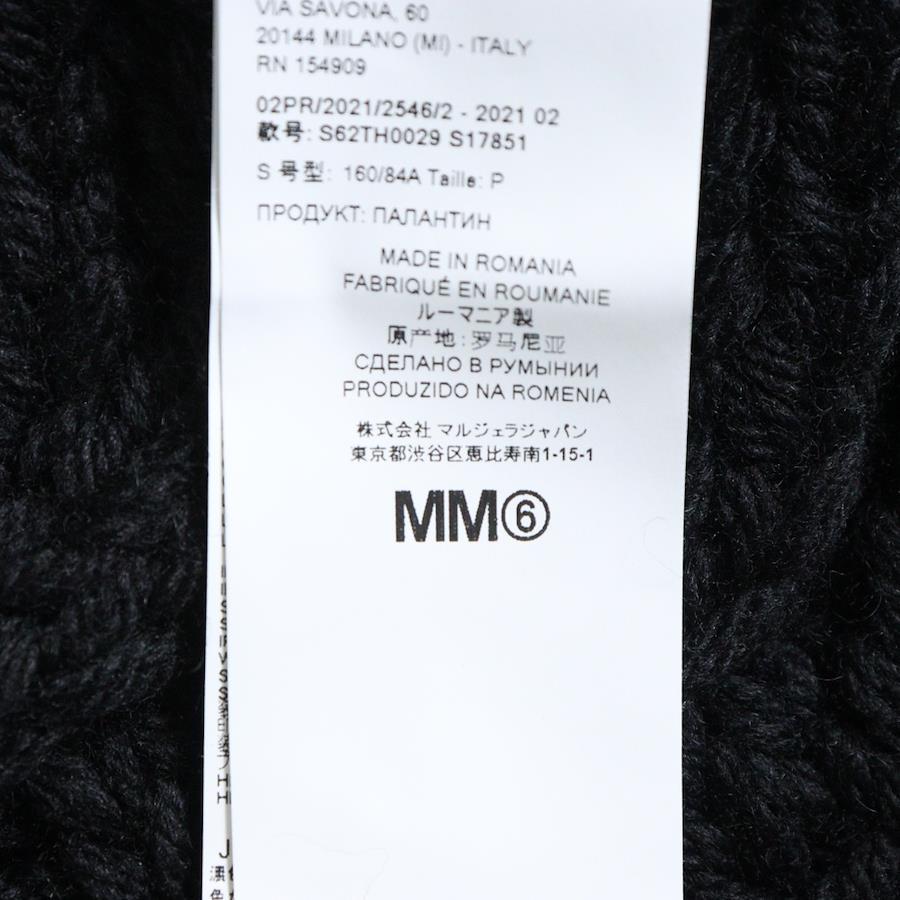 VIA SAVONA, 60
20144 MILANO (MI) - ITALY
RN 154909
02PR/2021/2546/2 - 2021 02
款号: S62TH0029 S17851
S 号型: 160/84A Taille: P
ПРОДУКТ: ПАЛАНТИН
MADE IN ROMANIA
FABRIQUÉ EN ROUMANIE
ルーマニア製
原产地: 罗马尼亚
СДЕЛАНО В РУМЫНИИ
PRODUZIDO NA ROMENIA
株式会社 マルジェラジャパン
東京都渋谷区恵比寿南1-15-1
MM⑥